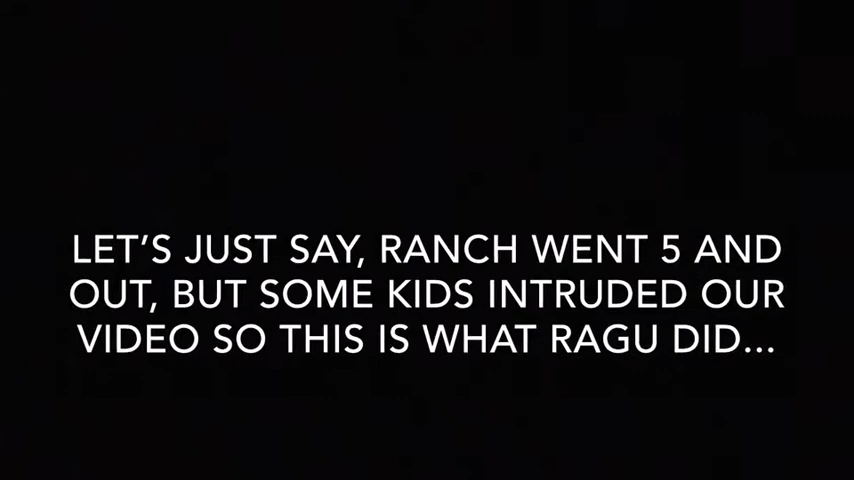 LET’S JUST SAY, RANCH WENT 5 AND
OUT, BUT SOME KIDS INTRUDED OUR
VIDEO SO THIS IS WHAT RAGU DID...